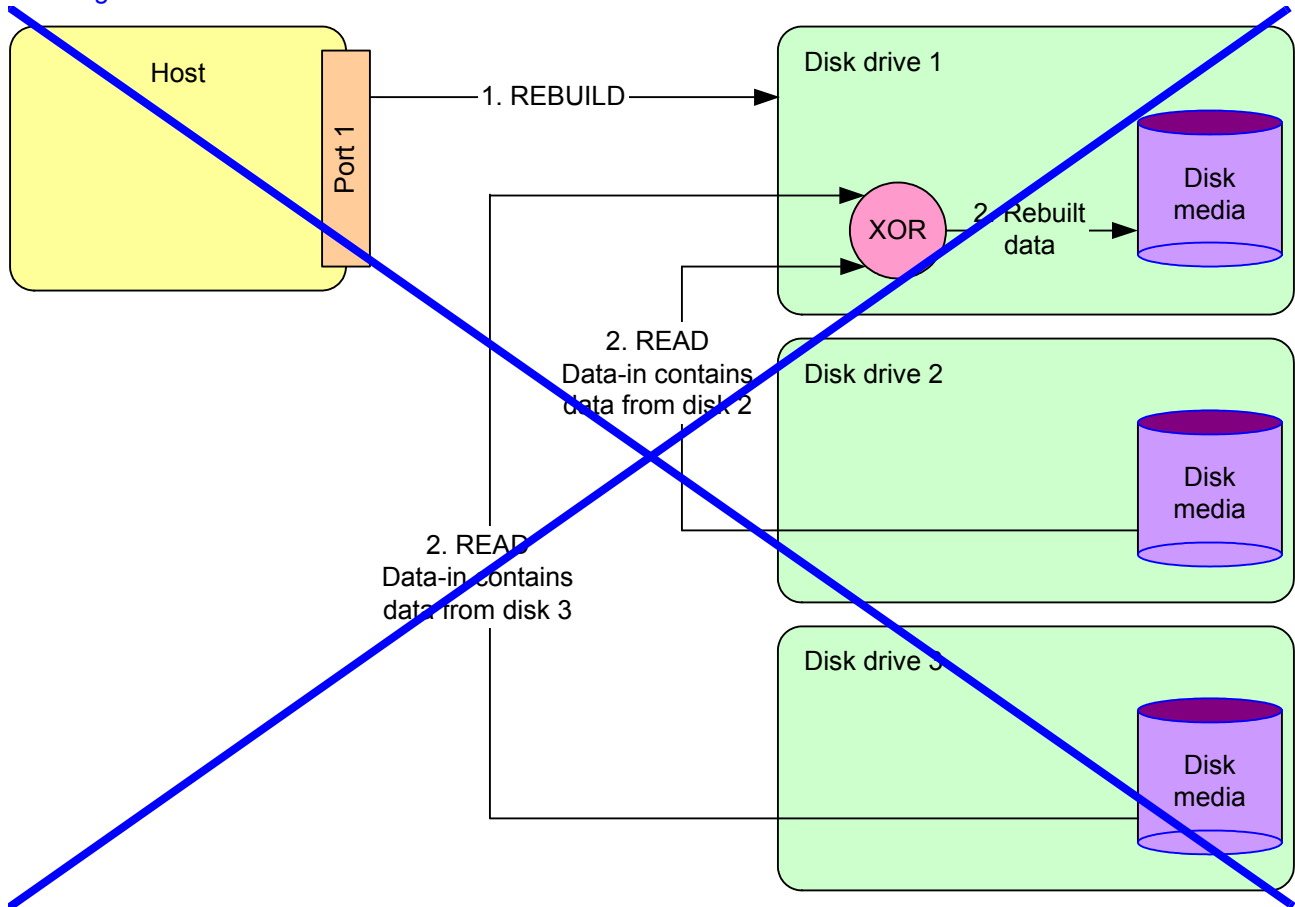 Host
Port 1
1. REBUILD
Disk drive 1
XOR
2. Rebuilt
data
Disk
media
2. READ
Data-in contains
data from disk 2
Disk drive 2
Disk
media
2. READ
Data-in contains
data from disk 3
Disk drive 3
Disk
media